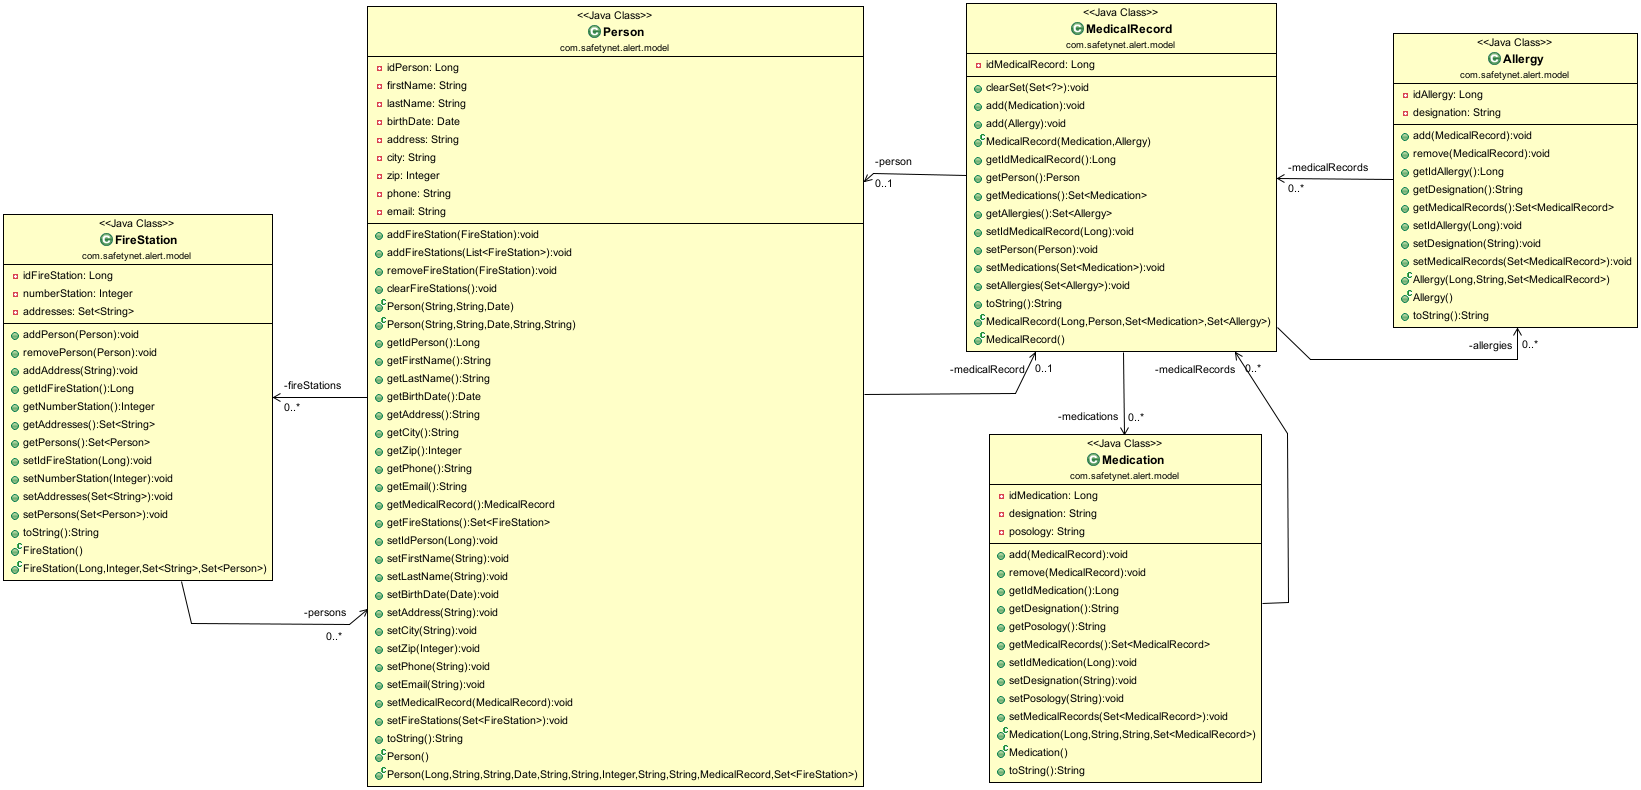 <<Java Class>>
FireStation
com.safetynet.alert.model
idFireStation: Long
numberStation: Integer
addresses: Set<String>
addPerson(Person):void
removePerson(Person):void
addAddress(String):void
getIdFireStation():Long
getNumberStation():Integer
getAddresses():Set<String>
getPersons():Set<Person>
setIdFireStation(Long):void
setNumberStation(Integer):void
setAddresses(Set<String>):void
setPersons(Set<Person>):void
toString():String
FireStation()
FireStation(Long,Integer,Set<String>,Set<Person>)
-fireStations
0..*
-persons
0..*
<<Java Class>>
Person
com.safetynet.alert.model
idPerson: Long
firstName: String
lastName: String
birthDate: Date
address: String
city: String
zip: Integer
phone: String
email: String
addFireStation(FireStation):void
addFireStations(List<FireStation>):void
removeFireStation(FireStation):void
clearFireStations():void
Person(String,String,Date)
Person(String,String,Date,String,String)
getIdPerson():Long
getFirstName():String
getLastName():String
getBirthDate():Date
getAddress():String
getCity():String
getZip():Integer
getPhone():String
getEmail():String
getMedicalRecord():MedicalRecord
getFireStations():Set<FireStation>
setIdPerson(Long):void
setFirstName(String):void
setLastName(String):void
setBirthDate(Date):void
setAddress(String):void
setCity(String):void
setZip(Integer):void
setPhone(String):void
setEmail(String):void
setMedicalRecord(MedicalRecord):void
setFireStations(Set<FireStation>):void
toString():String
Person()
Person(Long,String,String,Date,String,String,Integer,String,String,MedicalRecord,Set<FireStation>)
-person
0..1
-medicalRecord
0..1
<<Java Class>>
MedicalRecord
com.safetynet.alert.model
idMedicalRecord: Long
clearSet(Set<?>):void
add(Medication):void
add(Allergy):void
MedicalRecord(Medication,Allergy)
getIdMedicalRecord():Long
getPerson():Person
getMedications():Set<Medication>
getAllergies():Set<Allergy>
setIdMedicalRecord(Long):void
setPerson(Person):void
setMedications(Set<Medication>):void
setAllergies(Set<Allergy>):void
toString():String
MedicalRecord(Long,Person,Set<Medication>,Set<Allergy>)
MedicalRecord()
-medications
0..*
-medicalRecords
0..*
<<Java Class>>
Medication
com.safetynet.alert.model
idMedication: Long
designation: String
posology: String
add(MedicalRecord):void
remove(MedicalRecord):void
getIdMedication():Long
getDesignation():String
getPosology():String
getMedicalRecords():Set<MedicalRecord>
setIdMedication(Long):void
setDesignation(String):void
setPosology(String):void
setMedicalRecords(Set<MedicalRecord>):void
Medication(Long,String,String,Set<MedicalRecord>)
Medication()
toString():String
-medicalRecords
0..*
-allergies
0..*
<<Java Class>>
Allergy
com.safetynet.alert.model
idAllergy: Long
designation: String
add(MedicalRecord):void
remove(MedicalRecord):void
getIdAllergy():Long
getDesignation():String
getMedicalRecords():Set<MedicalRecord>
setIdAllergy(Long):void
setDesignation(String):void
setMedicalRecords(Set<MedicalRecord>):void
Allergy(Long,String,Set<MedicalRecord>)
Allergy()
toString():String